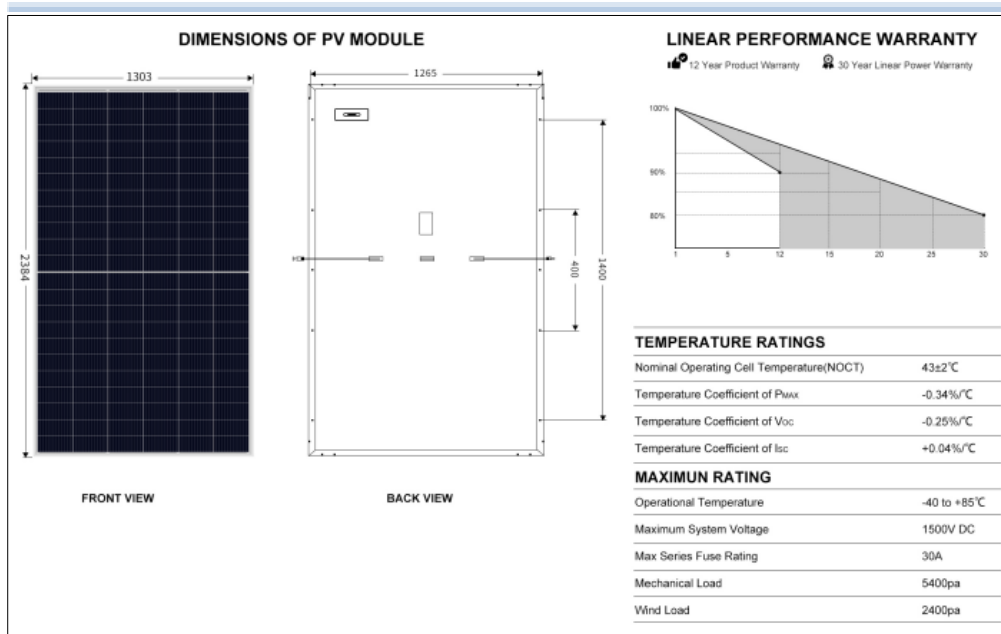 DIMENSIONS OF PV MODULE
1303
2384
FRONT VIEW
1265
400
1400
BACK VIEW
LINEAR PERFORMANCE WARRANTY
12 Year Product Warranty
30 Year Linear Power Warranty
100%
90%
80%
1 5 12 15 20 25 30
TEMPERATURE RATINGS
Nominal Operating Cell Temperature(NOCT) 43±2℃
Temperature Coefficient of PMAX -0.34%/℃
Temperature Coefficient of VOC -0.25%/℃
Temperature Coefficient of ISC +0.04%/℃
MAXIMUN RATING
Operational Temperature -40 to +85℃
Maximum System Voltage 1500V DC
Max Series Fuse Rating 30A
Mechanical Load 5400pa
Wind Load 2400pa